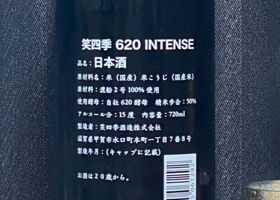 笑四季 620 INTENSE
品名：日本酒
原材料名：米（国産）米こうじ（国産米）
原料米：渡船２号 100% 使用
使用酵母：自社 620 酵母　精米歩合：50%
アルコール分：15度　内容量：720ml
製造者：笑四季酒造株式会社
滋賀県甲賀市水口町本町一丁目７番８号
製造年月：(キャップに記載)
お酒は２０歳から。